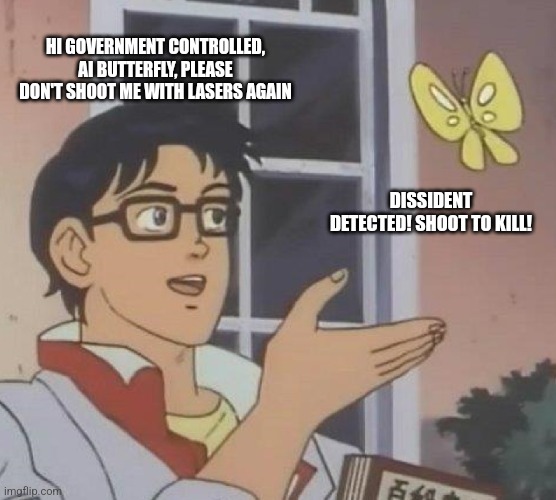 HI GOVERNMENT CONTROLLED,
AI BUTTERFLY, PLEASE
DON'T SHOOT ME WITH LASERS AGAIN
DISSIDENT
DETECTED! SHOOT TO KILL!
imgflip.com